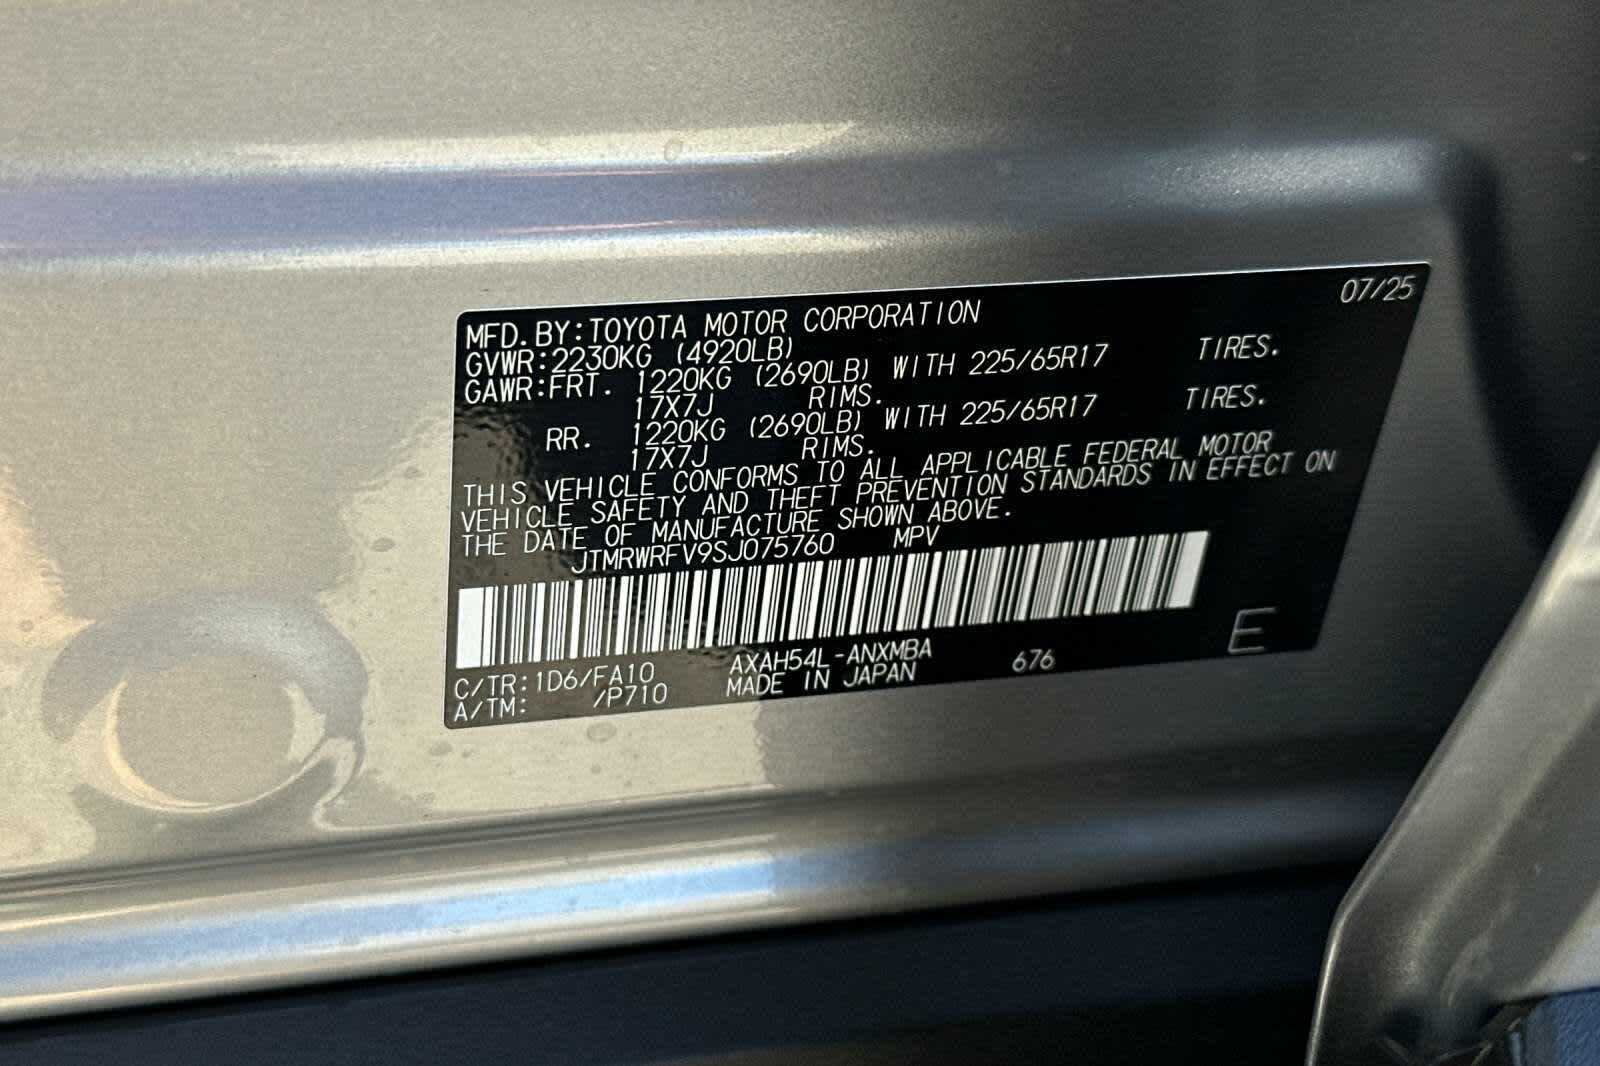 07/25
MFD.BY:TOYOTA MOTOR CORPORATION
GVWR:2230KG (4920LB)
GAWR:FRT. 1220KG (2690LB) WITH 225/65R17 TIRES.
17X7J RIMS.
RR. 1220KG (2690LB) WITH 225/65R17 TIRES.
17X7J RIMS.
THIS VEHICLE CONFORMS TO ALL APPLICABLE FEDERAL MOTOR
VEHICLE SAFETY AND THEFT PREVENTION STANDARDS IN EFFECT ON
THE DATE OF MANUFACTURE SHOWN ABOVE.
JTMRWRFV9SJ075760 MPV
E
C/TR:1D6/FA10 AXAH54L-ANXMBA 676
A/TM: /P710 MADE IN JAPAN